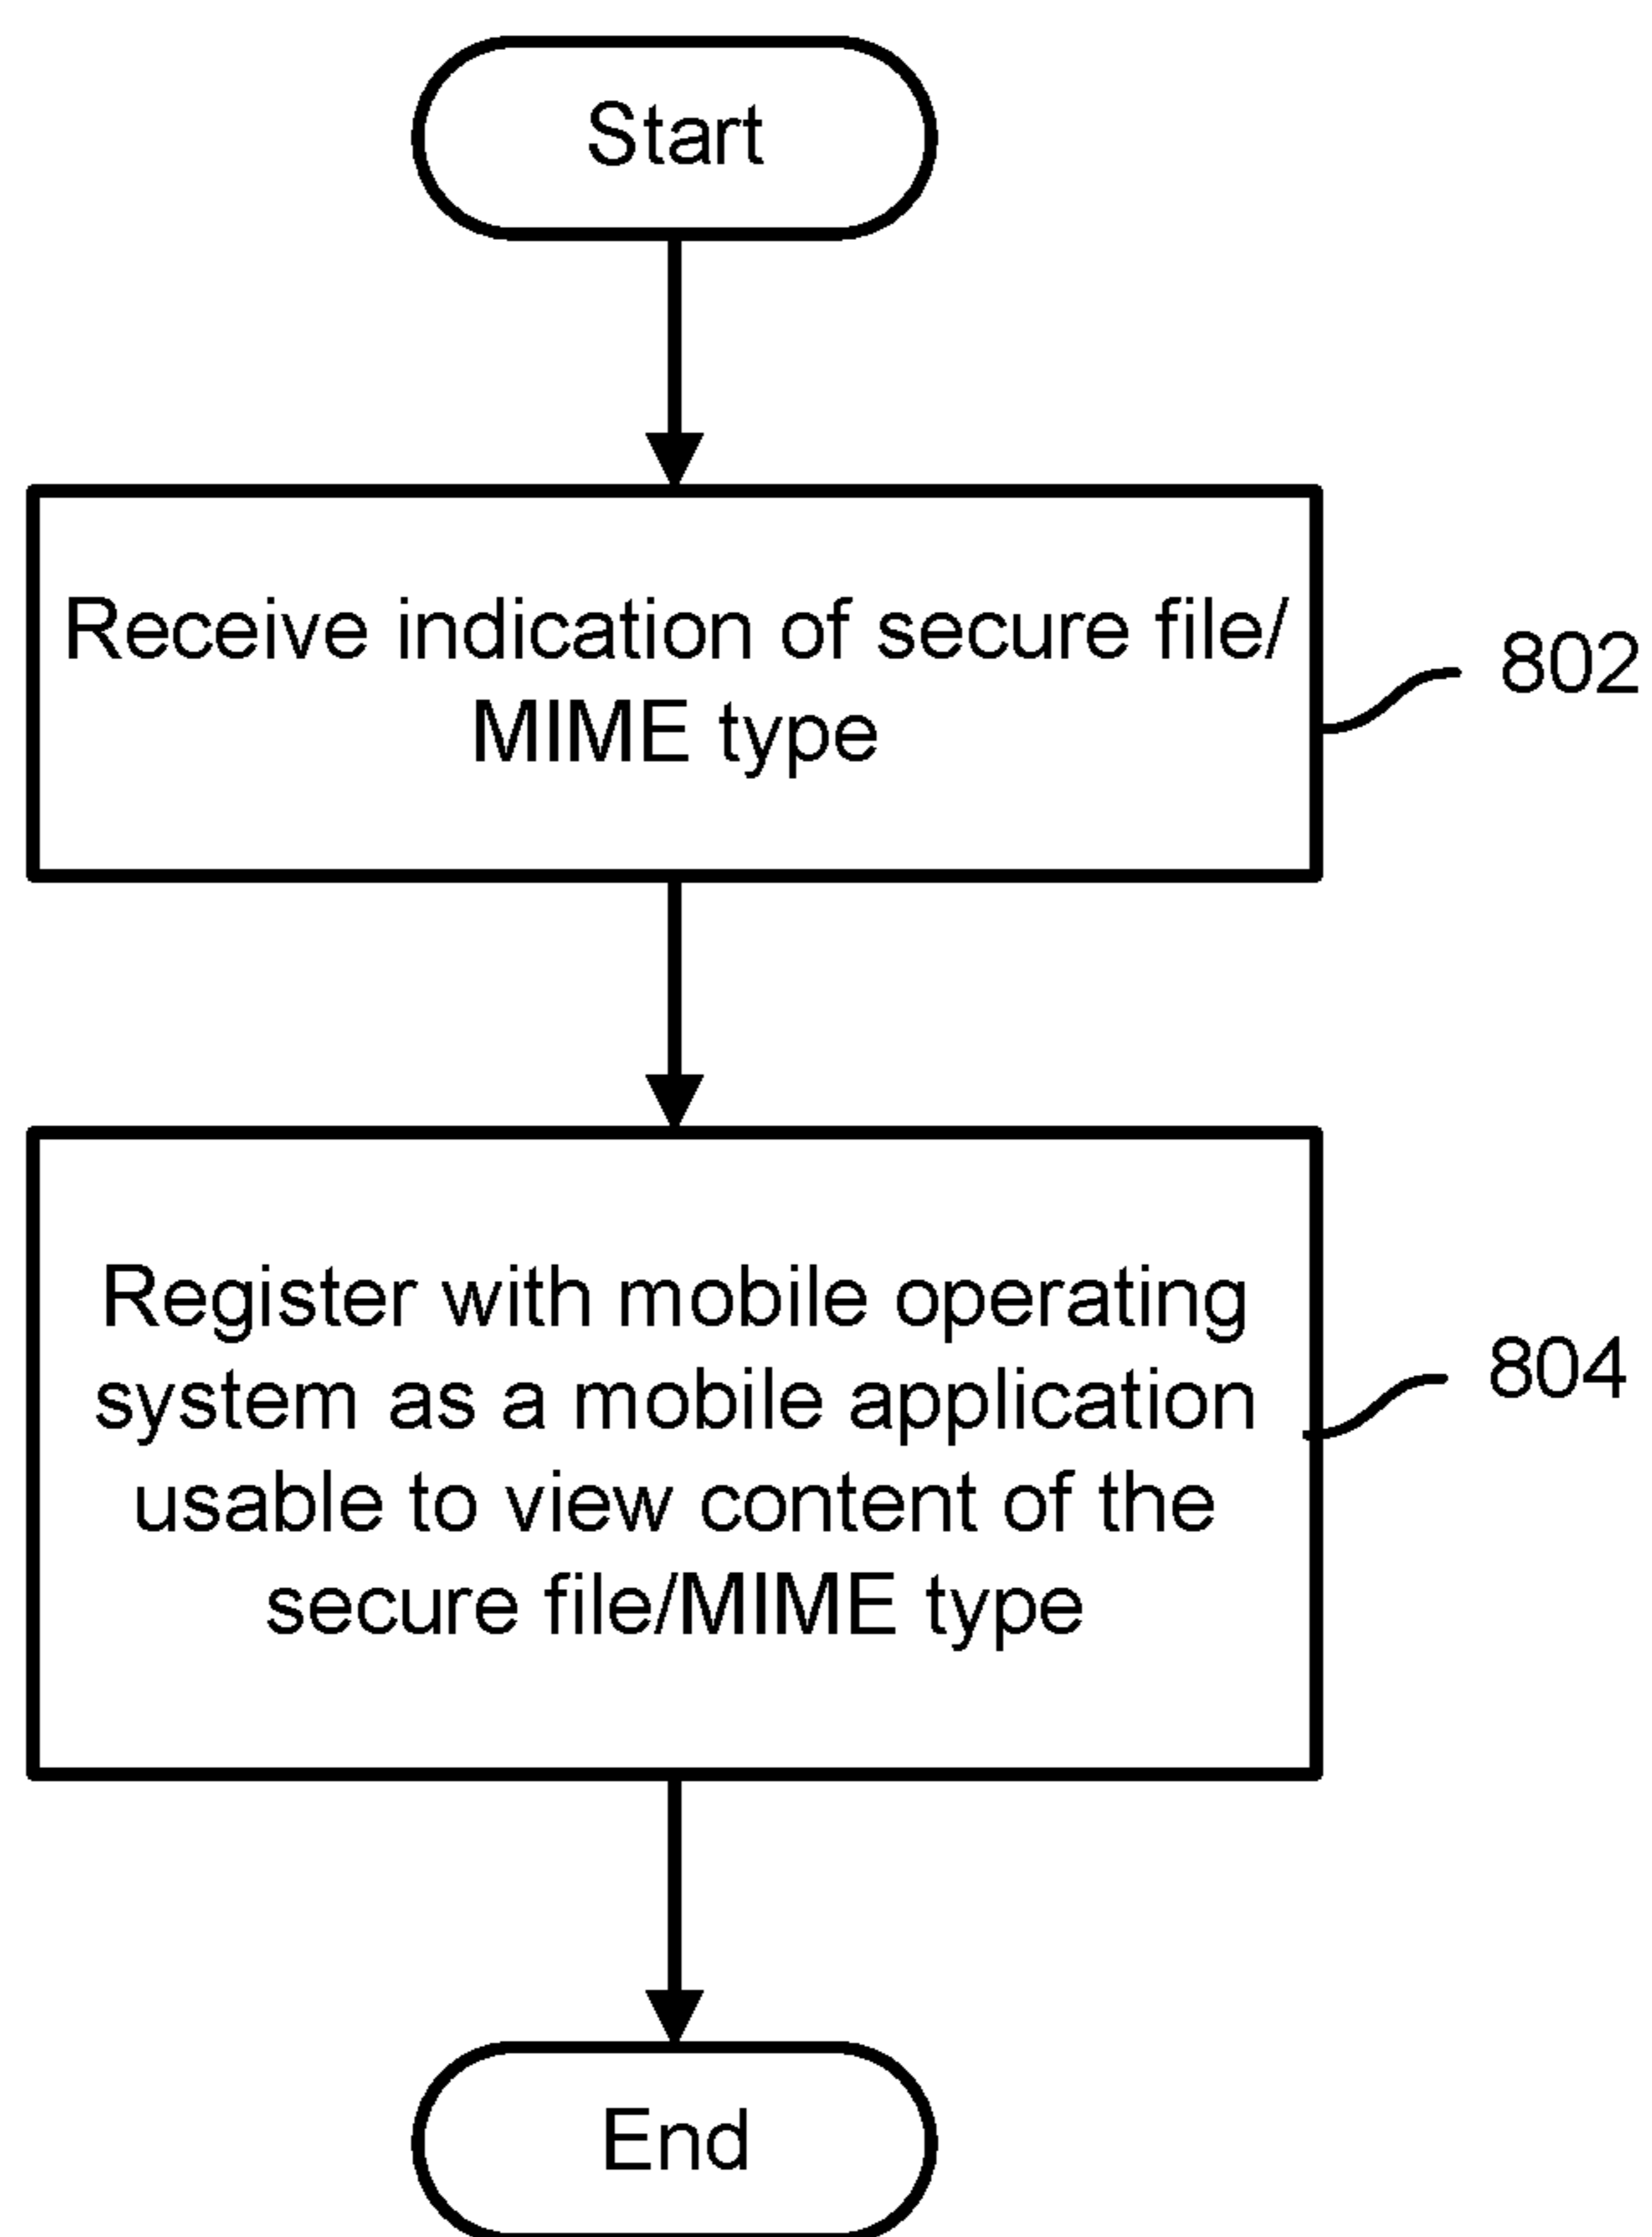 Start
Receive indication of secure file/
MIME type
802
Register with mobile operating
system as a mobile application
usable to view content of the
secure file/MIME type
804
End